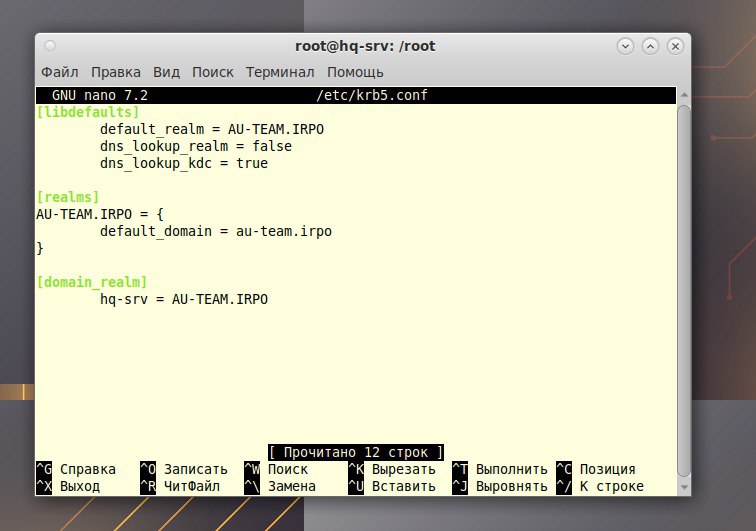 root@hq-srv: /root
Файл Правка Вид Поиск Терминал Помощь
GNU nano 7.2 /etc/krb5.conf
[libdefaults]
default_realm = AU-TEAM.IRPO
dns_lookup_realm = false
dns_lookup_kdc = true
[realms]
AU-TEAM.IRPO = {
default_domain = au-team.irpo
}
[domain_realm]
hq-srv = AU-TEAM.IRPO
[ Прочитано 12 строк ]
^G Справка ^O Записать ^W Поиск ^K Вырезать ^T Выполнить ^C Позиция
^X Выход ^R ЧитФайл ^\ Замена ^U Вставить ^J Выровнять ^/ К строке